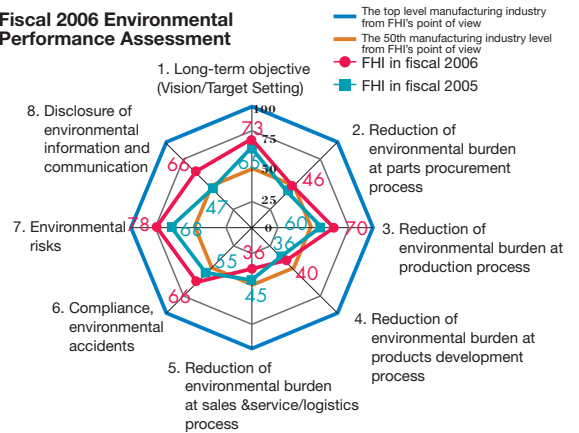 Fiscal 2006 Environmental
Performance Assessment
The top level manufacturing industry
from FHI's point of view
The 50th manufacturing industry level
from FHI's point of view
FHI in fiscal 2006
FHI in fiscal 2005
1. Long-term objective
(Vision/Target Setting)
8. Disclosure of
environmental
information and
communication
2. Reduction of
environmental burden
at parts procurement
process
7. Environmental
risks
3. Reduction of
environmental burden at
production process
6. Compliance,
environmental
accidents
4. Reduction of
environmental burden at
products development
process
5. Reduction of
environmental burden
at sales &service/logistics
process
100
75
50
25
0
73
46
70
40
36
66
78
66
47
60
36
45
55
68